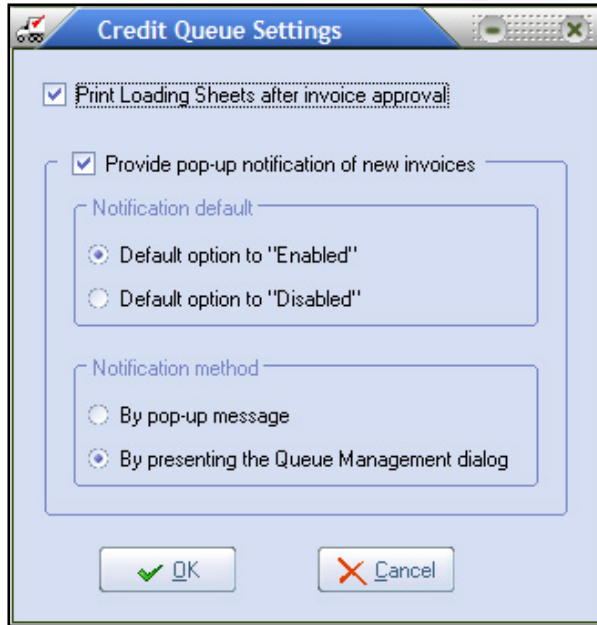 Credit Queue Settings
Print Loading Sheets after invoice approval
Provide pop-up notification of new invoices
Notification default
Default option to "Enabled"
Default option to "Disabled"
Notification method
By pop-up message
By presenting the Queue Management dialog
OK
Cancel